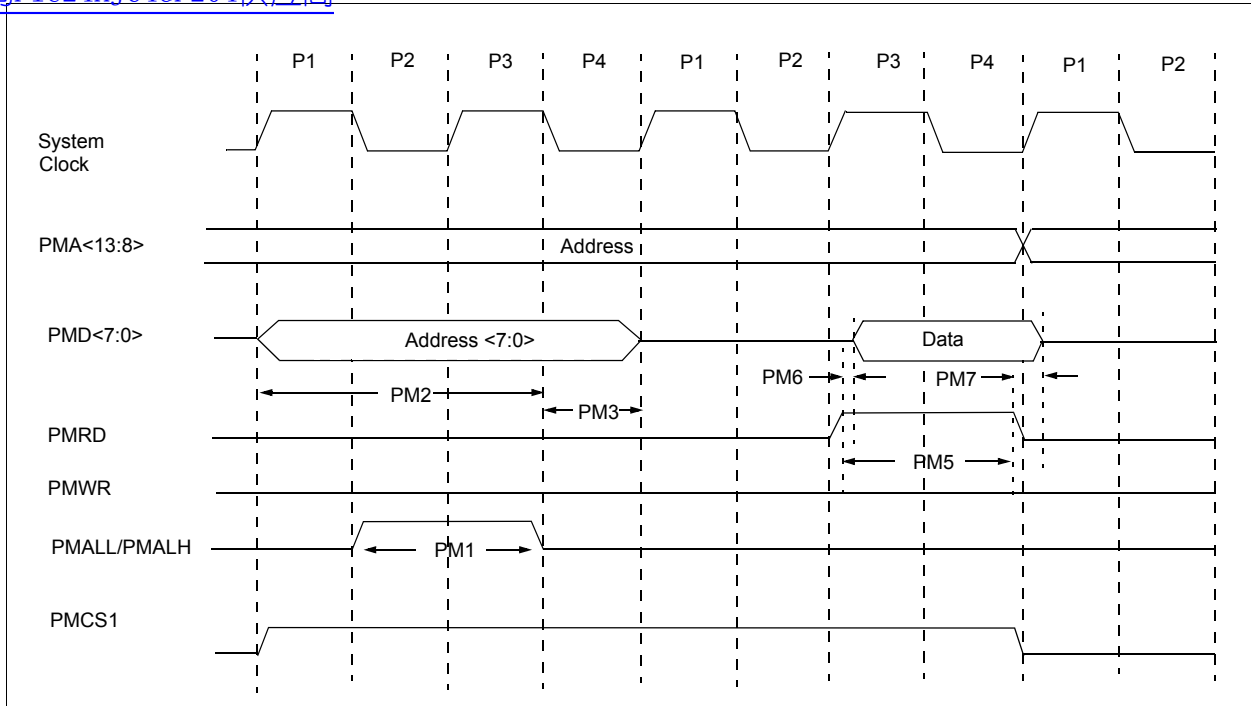 P1 P2 P3 P4 P1 P2 P3 P4 P1 P2
System
Clock
PMA<13:8>
Address
PMD<7:0>
Address <7:0>
Data
PM6
PM7
PM2
PM3
PMRD
PM5
PMWR
PMALL/PMALH
PM1
PMCS1